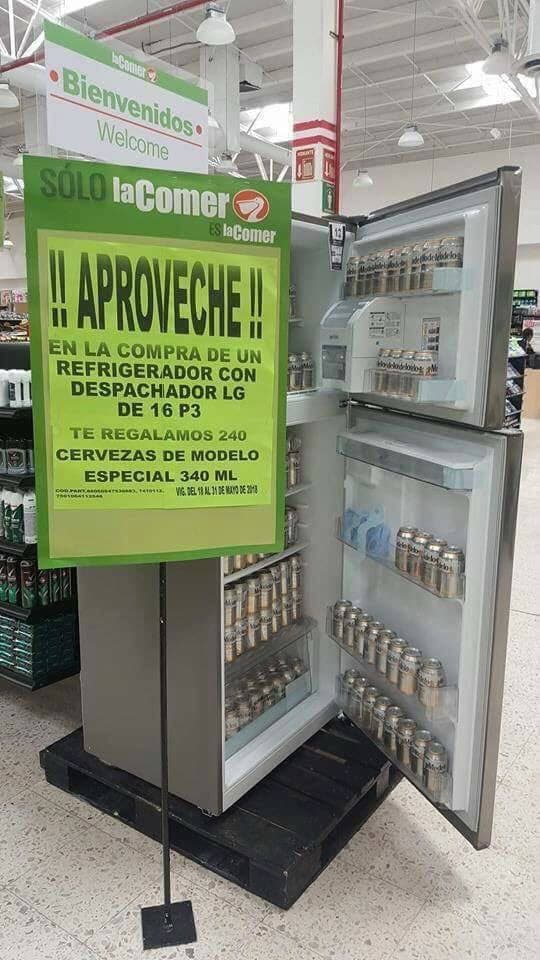 laComer
Bienvenidos
Welcome
SÓLO laComer
ES laComer
!! APROVECHE !!
EN LA COMPRA DE UN
REFRIGERADOR CON
DESPACHADOR LG
DE 16 P3
TE REGALAMOS 240
CERVEZAS DE MODELO
ESPECIAL 340 ML
VIG. DEL 18 AL 31 DE MAYO DE 2018